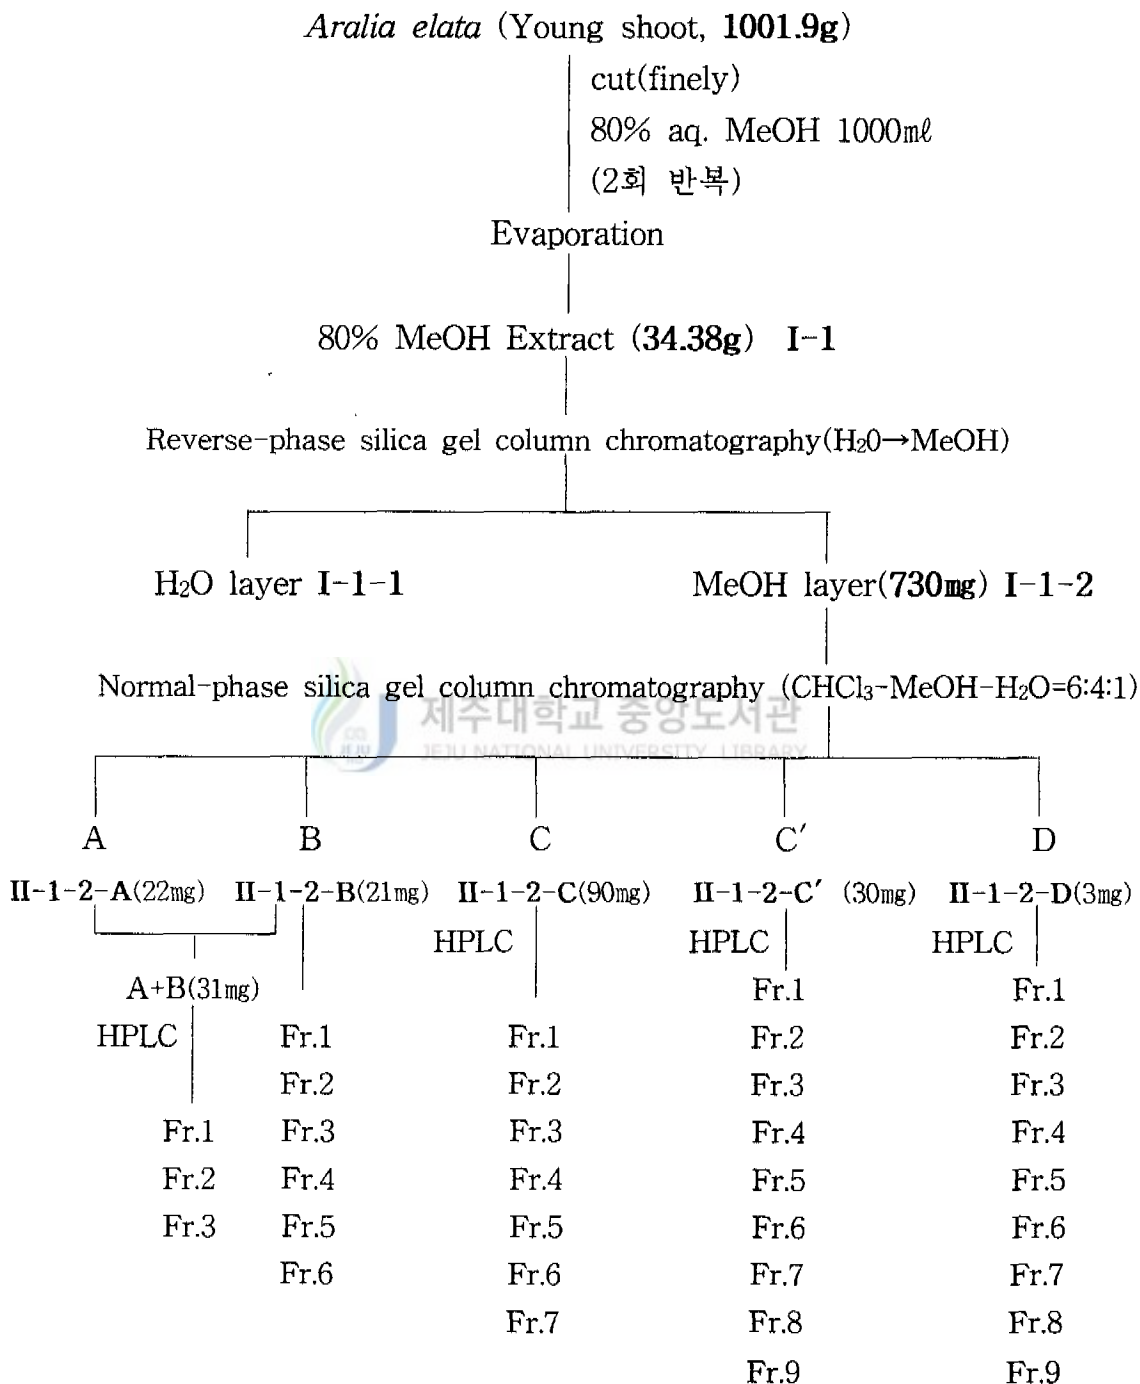 Aralia elata (Young shoot, 1001.9g)
cut(finely)
80% aq. MeOH 1000㎖
(2회 반복)
Evaporation
80% MeOH Extract (34.38g) I-1
Reverse-phase silica gel column chromatography(H₂0→MeOH)
H₂O layer I-1-1
MeOH layer(730㎎) I-1-2
Normal-phase silica gel column chromatography (CHCl₃-MeOH-H₂O=6:4:1)
제주대학교 중앙도서관
JEJU NATIONAL UNIVERSITY LIBRARY
JEJU
A B C C′ D
II-1-2-A(22㎎) II-1-2-B(21㎎) II-1-2-C(90㎎) II-1-2-C′ (30㎎) II-1-2-D(3㎎)
HPLC HPLC HPLC
A+B(31㎎) Fr.1 Fr.1
HPLC Fr.1 Fr.1 Fr.2 Fr.2
Fr.2 Fr.2 Fr.3 Fr.3
Fr.1 Fr.3 Fr.3 Fr.4 Fr.4
Fr.2 Fr.4 Fr.4 Fr.5 Fr.5
Fr.3 Fr.5 Fr.5 Fr.6 Fr.6
Fr.6 Fr.6 Fr.7 Fr.7
Fr.7 Fr.8 Fr.8
Fr.9 Fr.9